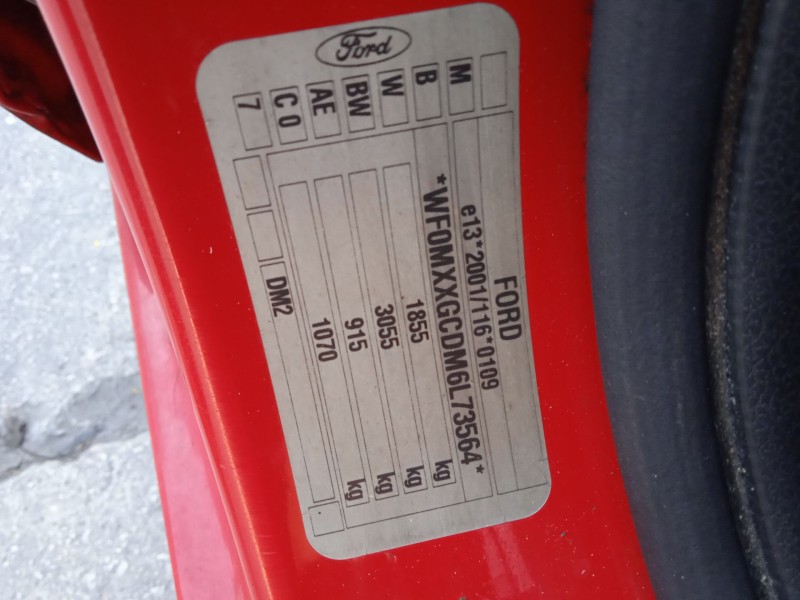 Ford
FORD
e13*2001/116*0109
*WF0MXXGCDM6L73564*
1855 kg
3055 kg
915 kg
1070 kg
DM2
M
B
W
BW
AE
C 0
7